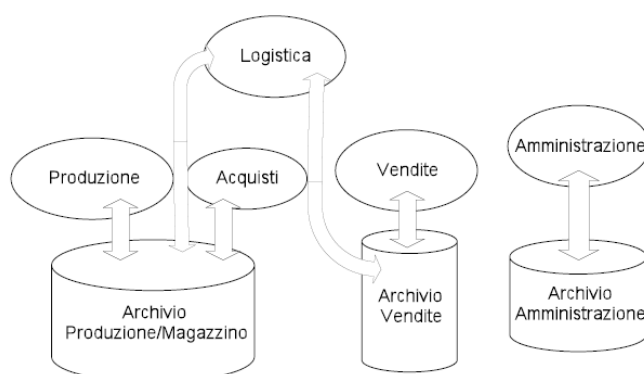 Logistica
Produzione
Acquisti
Vendite
Amministrazione
Archivio
Produzione/Magazzino
Archivio
Vendite
Archivio
Amministrazione